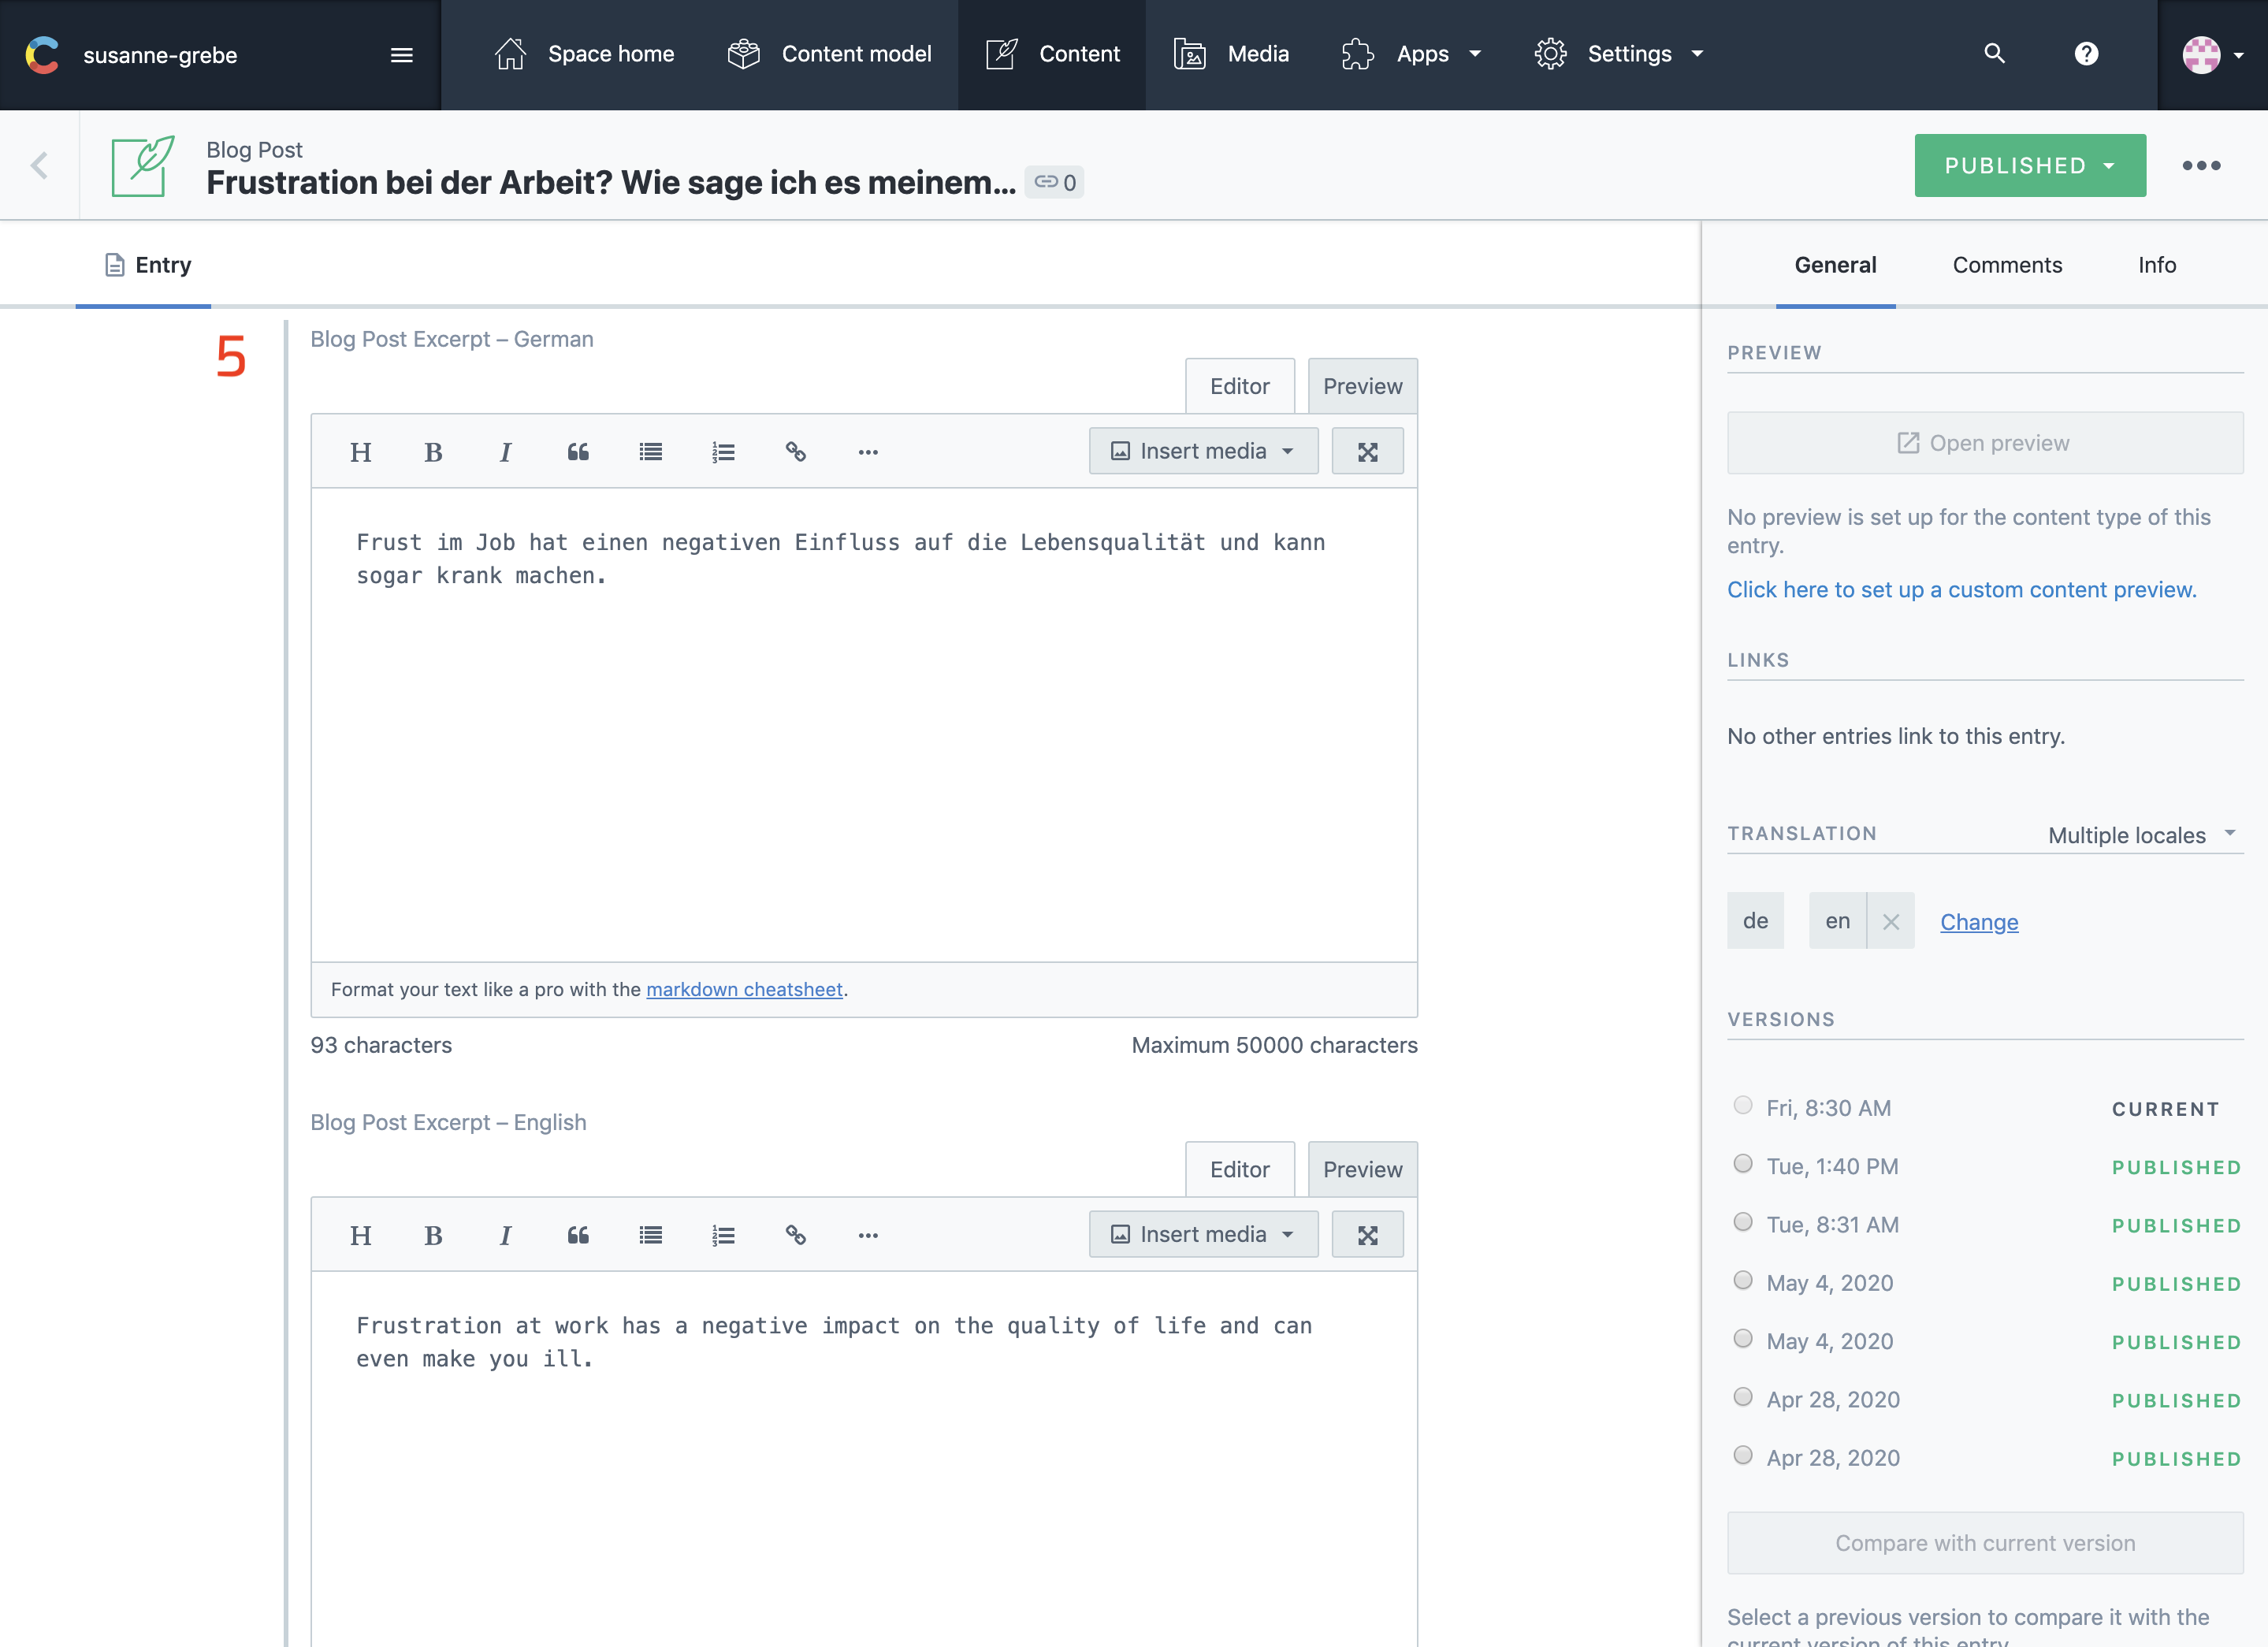 susanne-grebe
Space home
Content model
Content
Media
Apps
Settings
Blog Post
Frustration bei der Arbeit? Wie sage ich es meinem...
0
PUBLISHED
Entry
General
Comments
Info
5
Blog Post Excerpt – German
Editor
Preview
H B I
Insert media
Frust im Job hat einen negativen Einfluss auf die Lebensqualität und kann
sogar krank machen.
Format your text like a pro with the markdown cheatsheet.
93 characters
Maximum 50000 characters
Blog Post Excerpt – English
Editor
Preview
H B I
Insert media
Frustration at work has a negative impact on the quality of life and can
even make you ill.
PREVIEW
Open preview
No preview is set up for the content type of this
entry.
Click here to set up a custom content preview.
LINKS
No other entries link to this entry.
TRANSLATION
Multiple locales
de
en
Change
VERSIONS
Fri, 8:30 AM CURRENT
Tue, 1:40 PM PUBLISHED
Tue, 8:31 AM PUBLISHED
May 4, 2020 PUBLISHED
May 4, 2020 PUBLISHED
Apr 28, 2020 PUBLISHED
Apr 28, 2020 PUBLISHED
Compare with current version
Select a previous version to compare it with the
current version of this entry